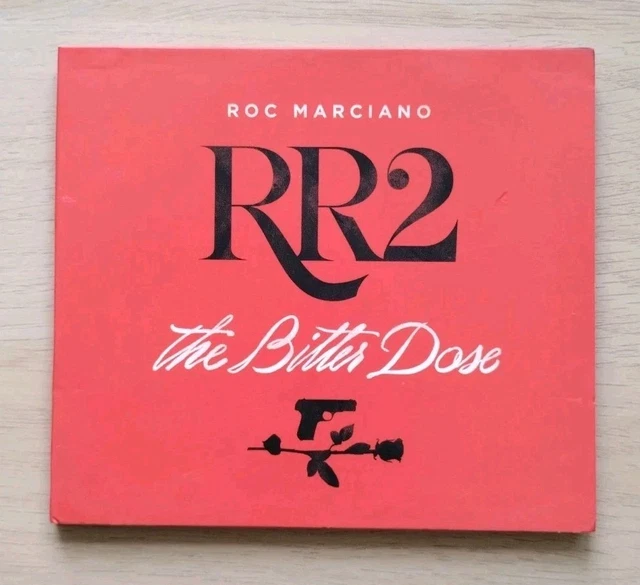 ROC MARCIANO
RR2
the Bitter Dose